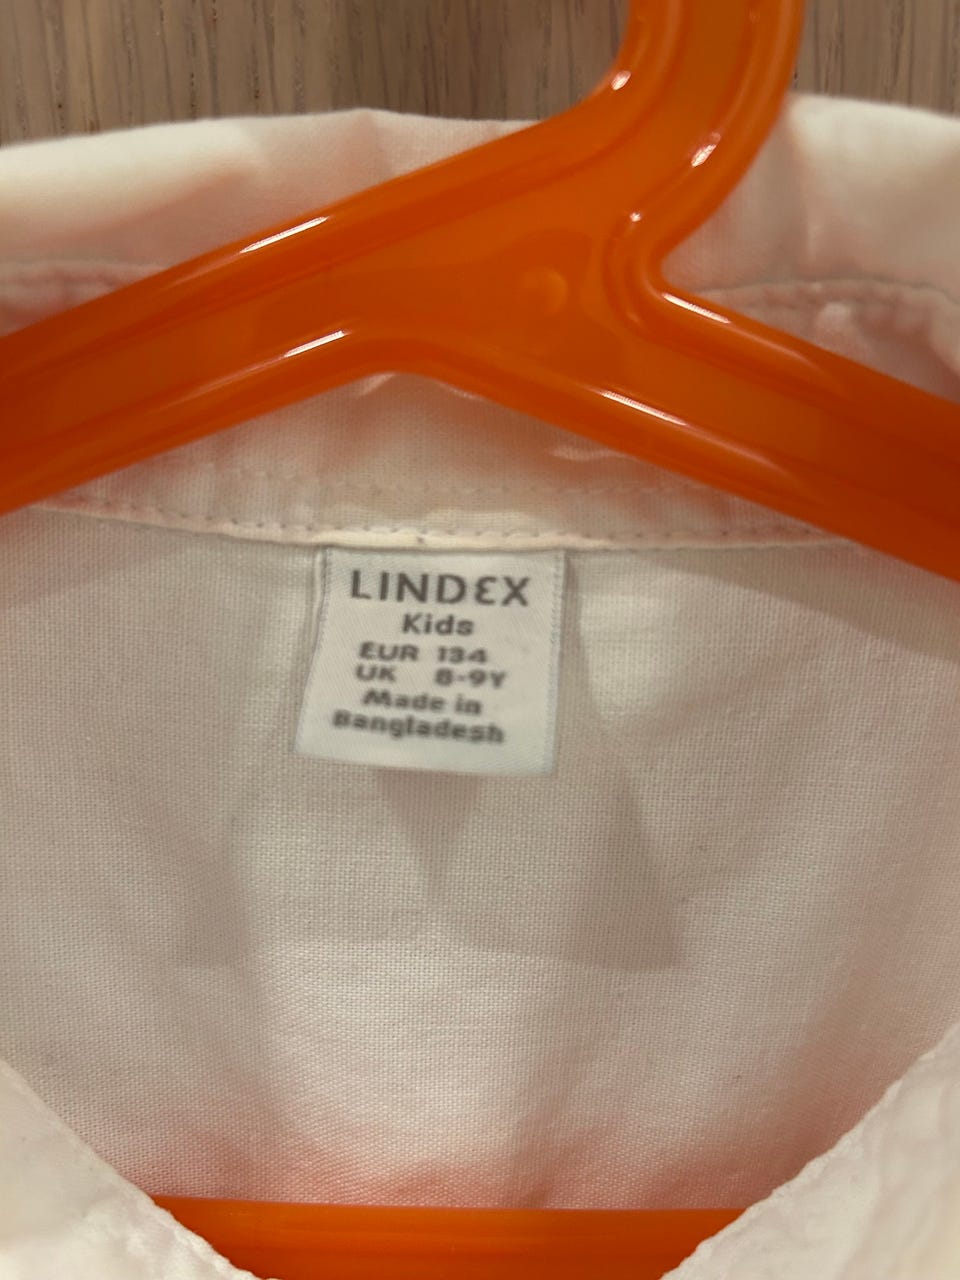 LINDEX
Kids
EUR 134
UK 8-9Y
Made in
Bangladesh